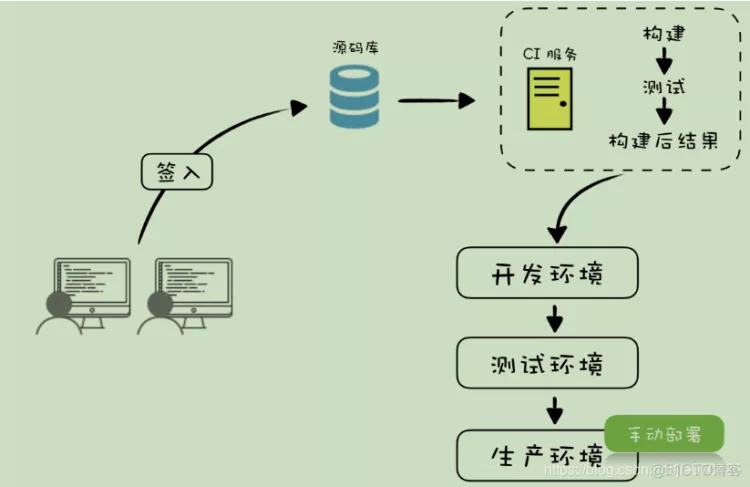 源码库
CI 服务
构建
测试
构建后结果
签入
开发环境
测试环境
手动部署
生产环境
https://blog.csdn.
@51CTO博客